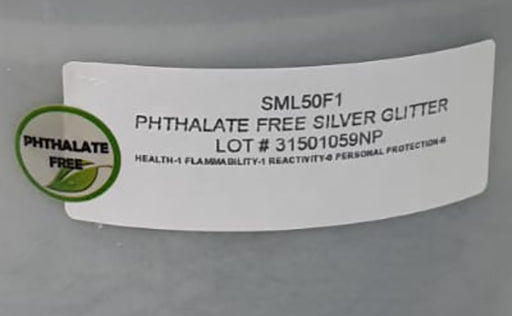 SML50F1
PHTHALATE FREE SILVER GLITTER
LOT # 31501059NP
HEALTH-1 FLAMMABILITY-1 REACTIVITY-0 PERSONAL PROTECTION-B
PHTHALATE
FREE